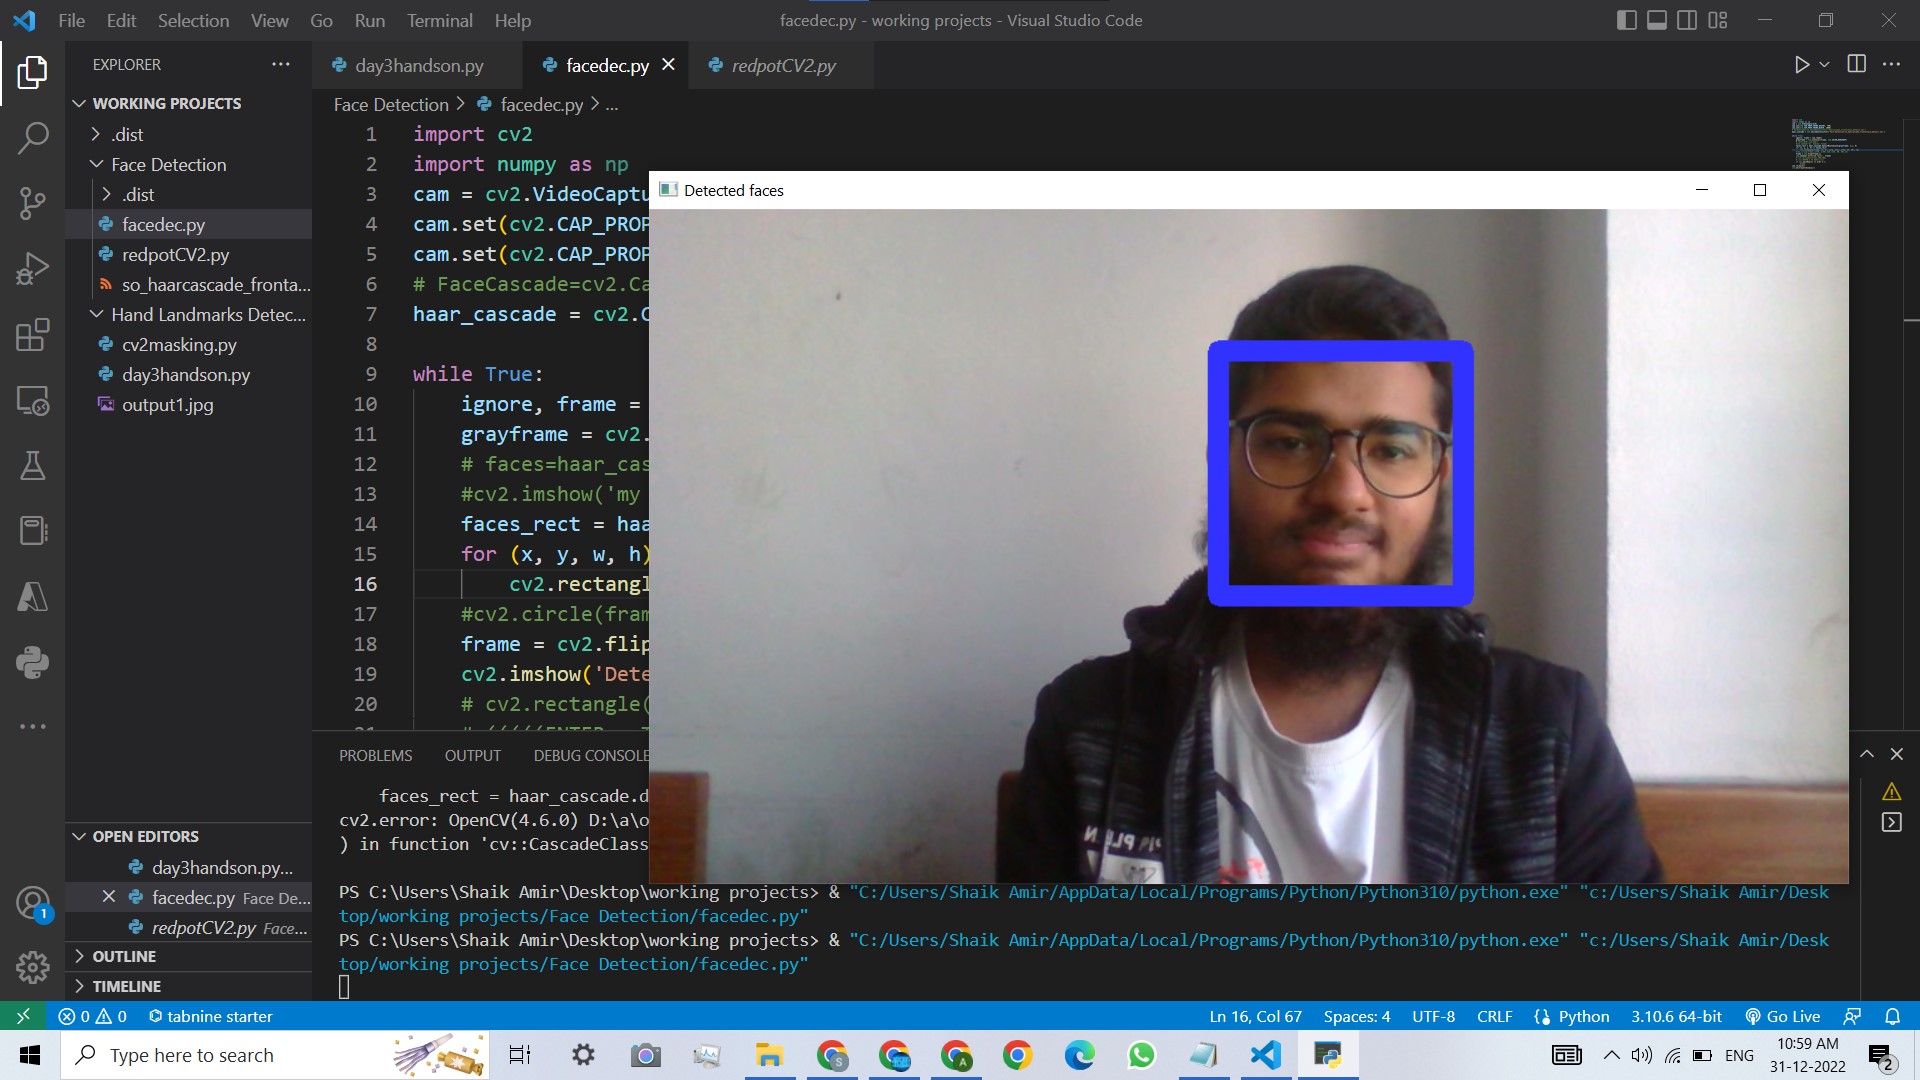 File Edit Selection View Go Run Terminal Help
facedec.py - working projects - Visual Studio Code
EXPLORER
WORKING PROJECTS
.dist
Face Detection
.dist
facedec.py
redpotCV2.py
so_haarcascade_fronta...
Hand Landmarks Detec...
cv2masking.py
day3handson.py
output1.jpg
OPEN EDITORS
day3handson.py...
facedec.py Face De...
redpotCV2.py Face...
OUTLINE
TIMELINE
1
day3handson.py
facedec.py
redpotCV2.py
Face Detection > facedec.py > ...
1 import cv2
2 import numpy as np
3 cam = cv2.VideoCaptu
4 cam.set(cv2.CAP_PROP
5 cam.set(cv2.CAP_PROP
6 # FaceCascade=cv2.Ca
7 haar_cascade = cv2.C
8
9 while True:
10 ignore, frame =
11 grayframe = cv2.
12 # faces=haar_cas
13 #cv2.imshow('my
14 faces_rect = haa
15 for (x, y, w, h)
16 cv2.rectangl
17 #cv2.circle(fram
18 frame = cv2.flip
19 cv2.imshow('Dete
20 # cv2.rectangle(
Detected faces
PROBLEMS OUTPUT DEBUG CONSOLE
faces_rect = haar_cascade.d
cv2.error: OpenCV(4.6.0) D:\a\o
) in function 'cv::CascadeClass
PS C:\Users\Shaik Amir\Desktop\working projects> & "C:/Users/Shaik Amir/AppData/Local/Programs/Python/Python310/python.exe" "c:/Users/Shaik Amir/Desk
top/working projects/Face Detection/facedec.py"
PS C:\Users\Shaik Amir\Desktop\working projects> & "C:/Users/Shaik Amir/AppData/Local/Programs/Python/Python310/python.exe" "c:/Users/Shaik Amir/Desk
top/working projects/Face Detection/facedec.py"
0 0 tabnine starter
Ln 16, Col 67 Spaces: 4 UTF-8 CRLF Python 3.10.6 64-bit Go Live
Type here to search
ENG
10:59 AM
31-12-2022
2